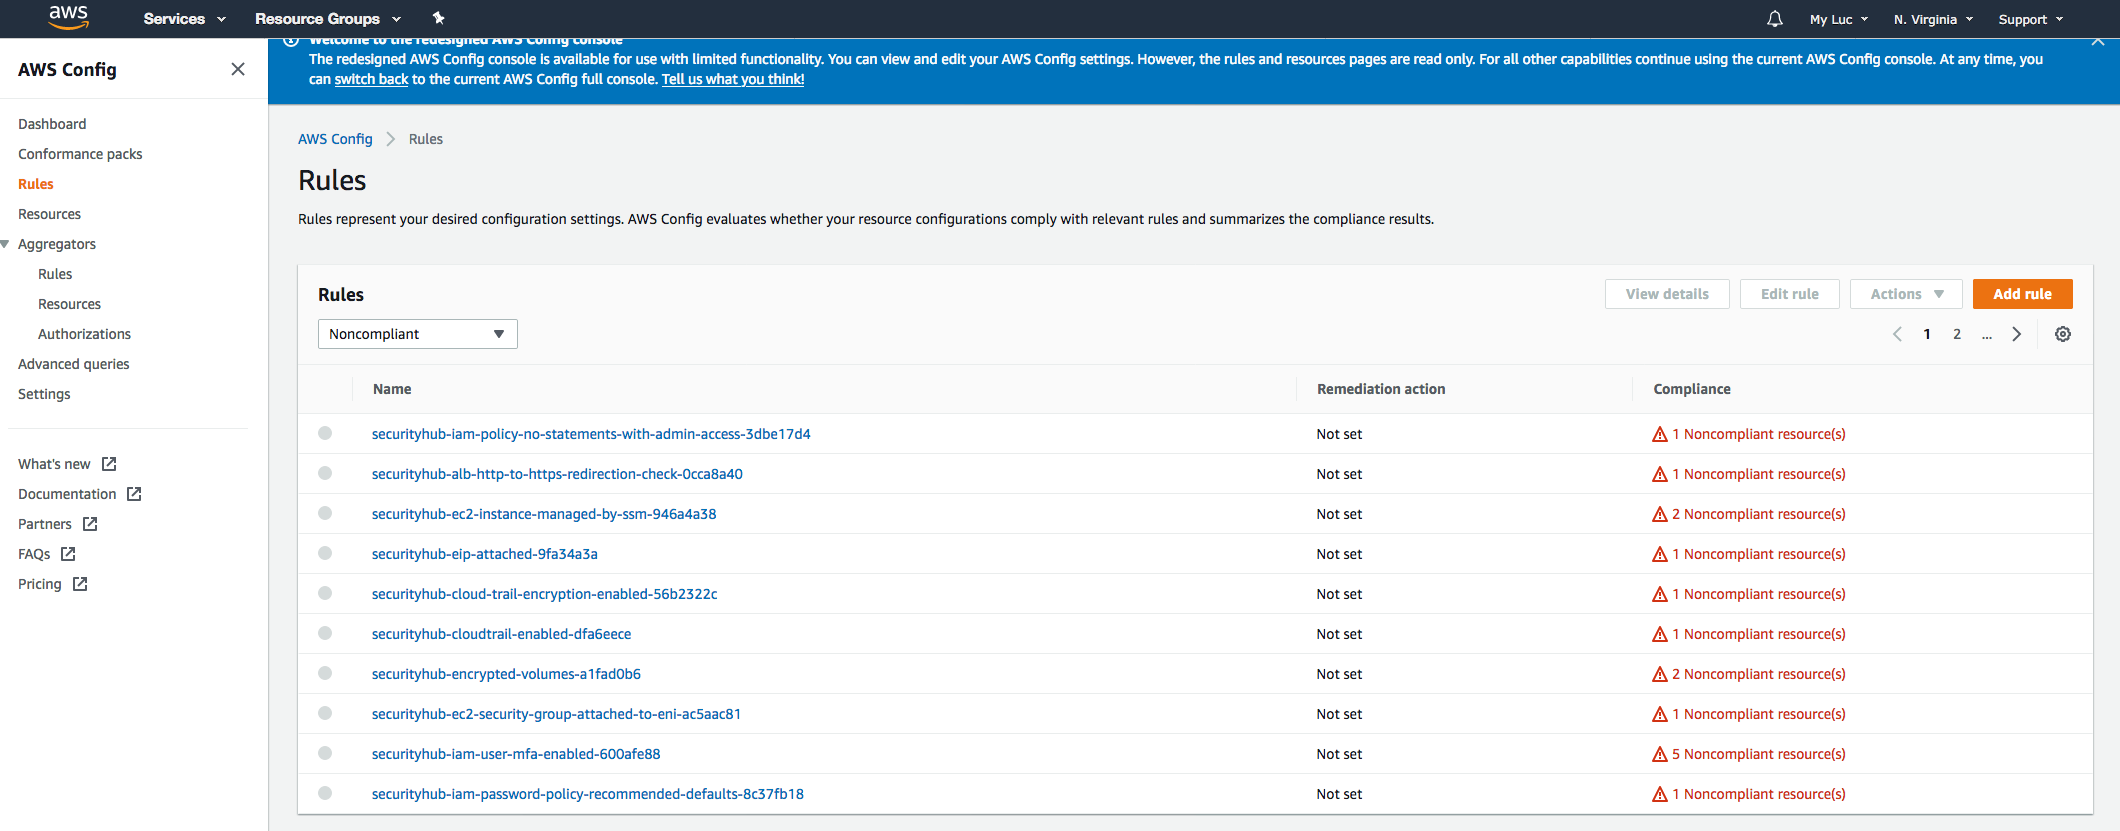 aws
Services
Resource Groups
My Luc
N. Virginia
Support
AWS Config
Dashboard
Conformance packs
Rules
Resources
Aggregators
Rules
Resources
Authorizations
Advanced queries
Settings
What's new
Documentation
Partners
FAQs
Pricing
Welcome to the redesigned AWS Config console
The redesigned AWS Config console is available for use with limited functionality. You can view and edit your AWS Config settings. However, the rules and resources pages are read only. For all other capabilities continue using the current AWS Config console. At any time, you
can switch back to the current AWS Config full console. Tell us what you think!
AWS Config > Rules
Rules
Rules represent your desired configuration settings. AWS Config evaluates whether your resource configurations comply with relevant rules and summarizes the compliance results.
Rules
View details
Edit rule
Actions
Add rule
Noncompliant
1 2 ...
Name Remediation action Compliance
securityhub-iam-policy-no-statements-with-admin-access-3dbe17d4 Not set 1 Noncompliant resource(s)
securityhub-alb-http-to-https-redirection-check-0cca8a40 Not set 1 Noncompliant resource(s)
securityhub-ec2-instance-managed-by-ssm-946a4a38 Not set 2 Noncompliant resource(s)
securityhub-eip-attached-9fa34a3a Not set 1 Noncompliant resource(s)
securityhub-cloud-trail-encryption-enabled-56b2322c Not set 1 Noncompliant resource(s)
securityhub-cloudtrail-enabled-dfa6eece Not set 1 Noncompliant resource(s)
securityhub-encrypted-volumes-a1fad0b6 Not set 2 Noncompliant resource(s)
securityhub-ec2-security-group-attached-to-eni-ac5aac81 Not set 1 Noncompliant resource(s)
securityhub-iam-user-mfa-enabled-600afe88 Not set 5 Noncompliant resource(s)
securityhub-iam-password-policy-recommended-defaults-8c37fb18 Not set 1 Noncompliant resource(s)